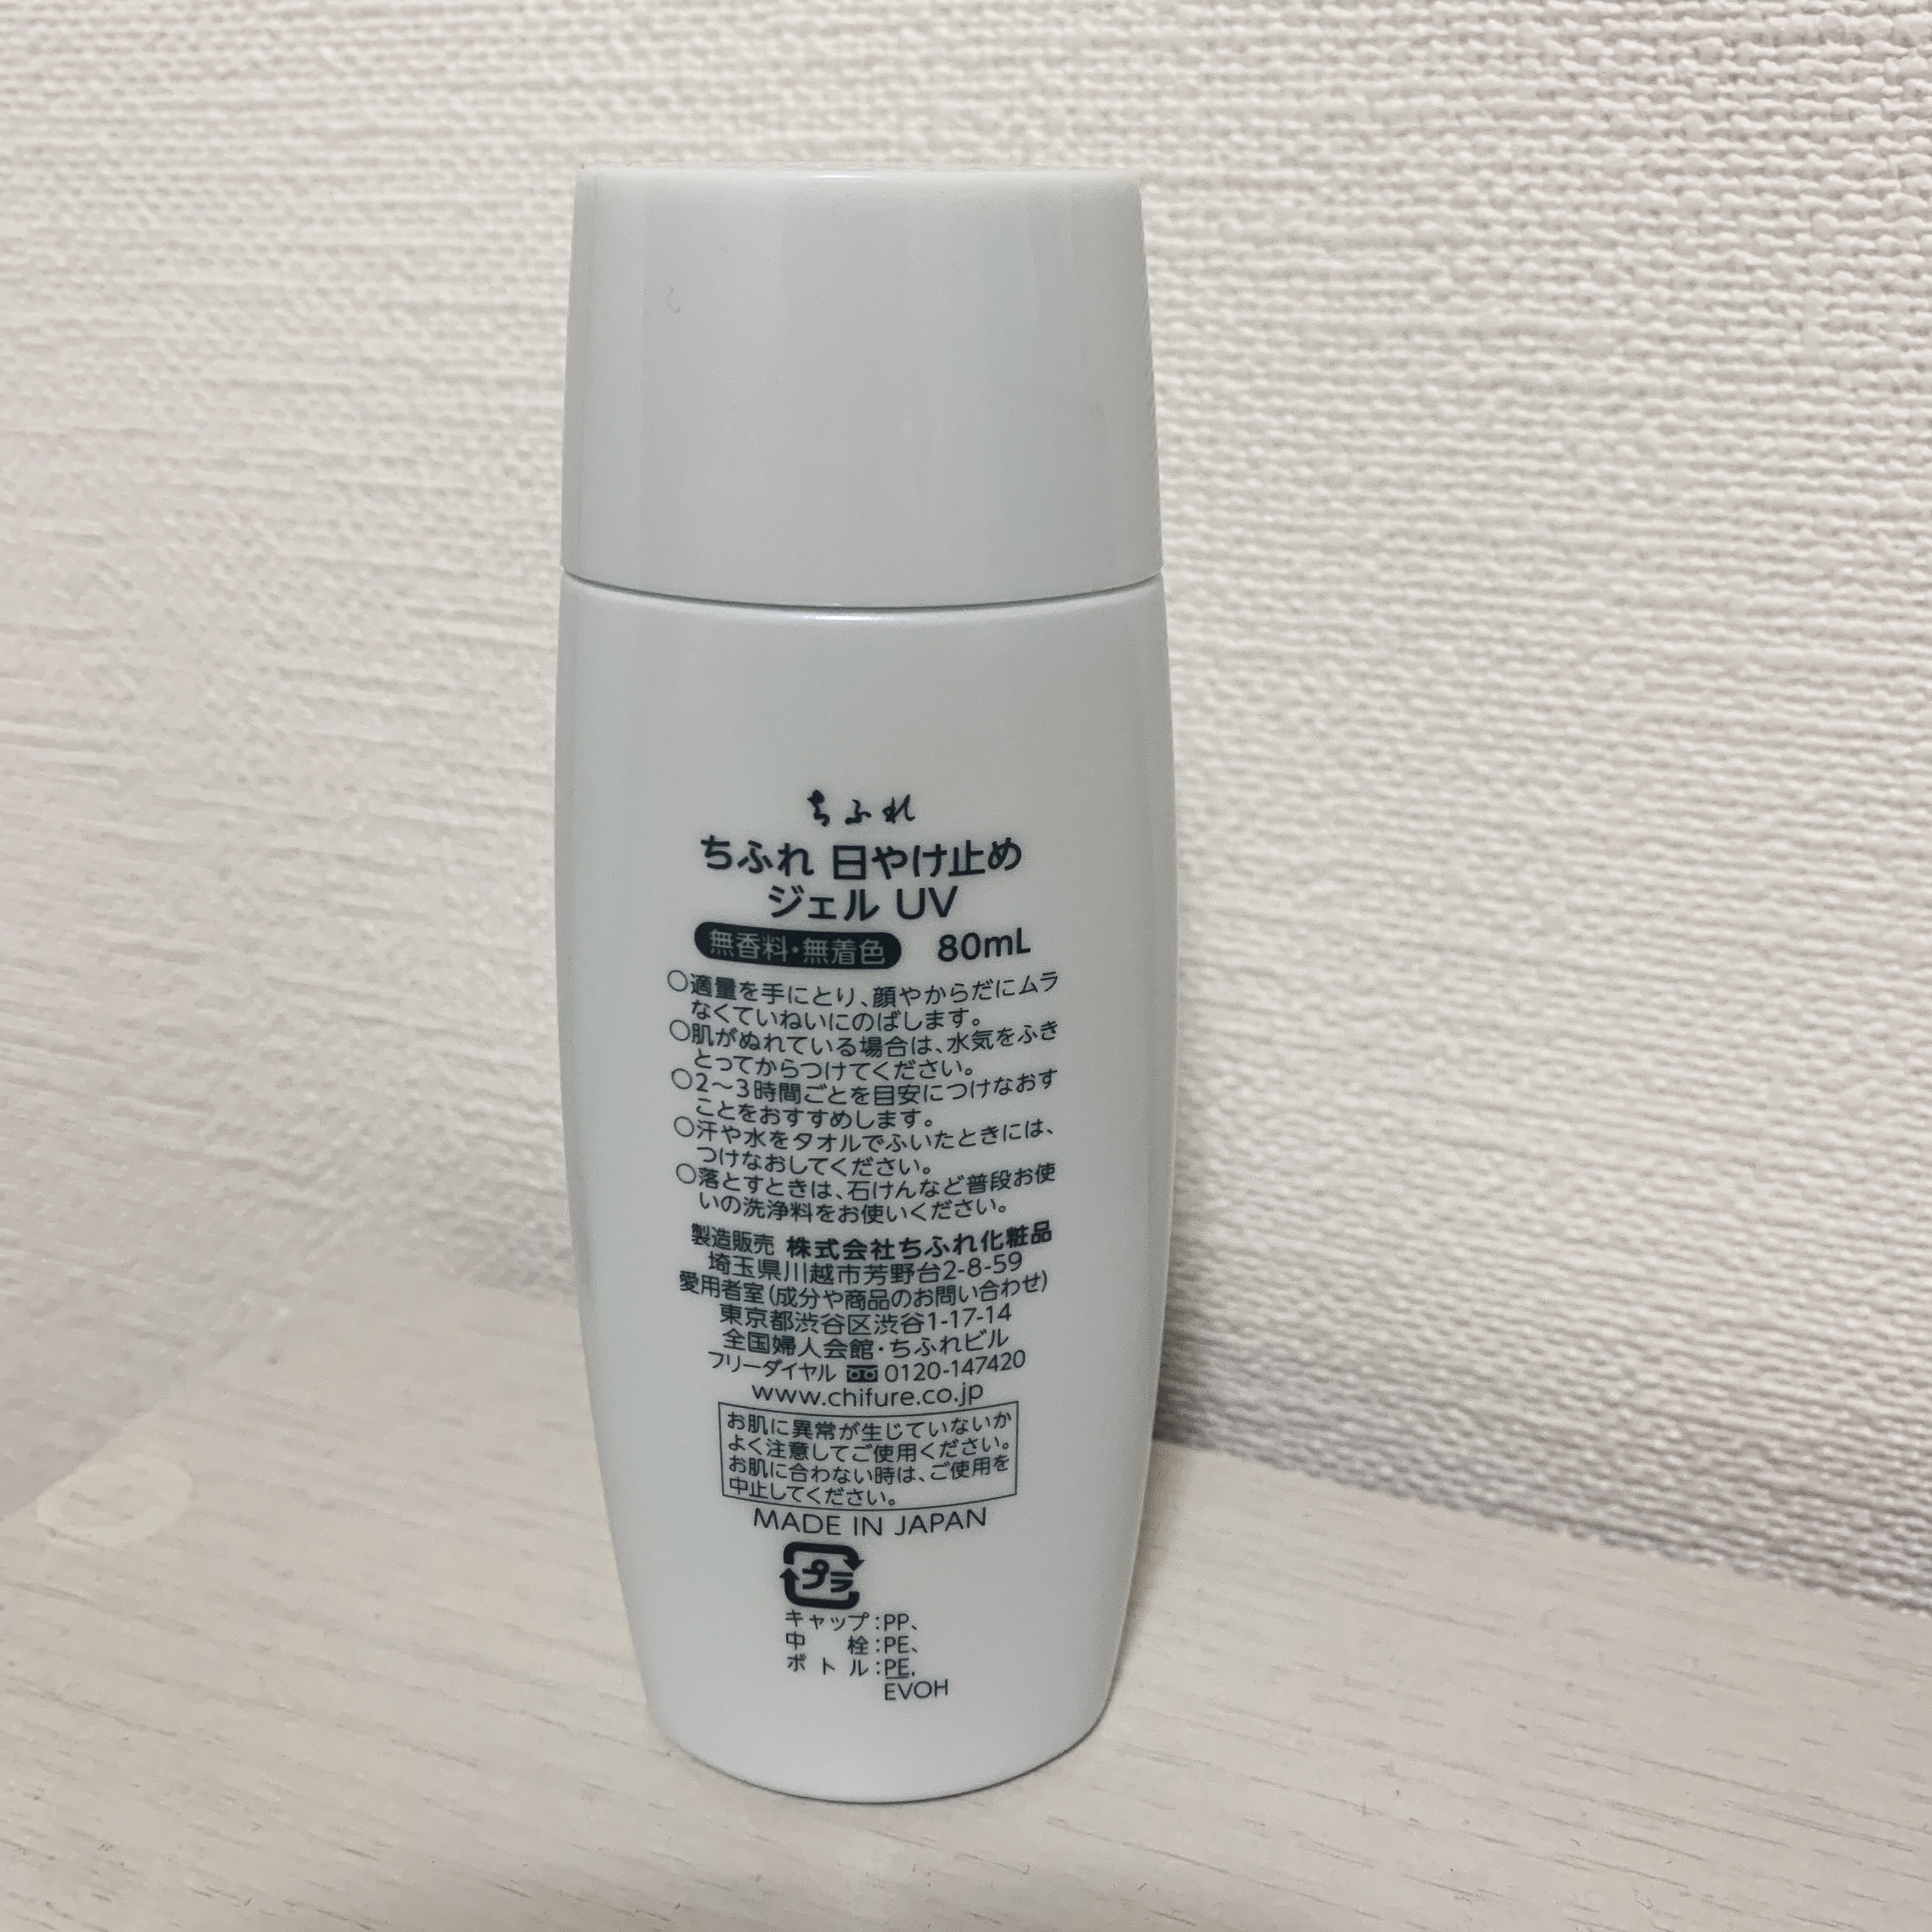 ちふれ
ちふれ 日やけ止め
ジェル UV
無香料・無着色 80mL
○適量を手にとり、顔やからだにムラ
なくていねいにのばします。
○肌がぬれている場合は、水気をふき
とってからつけてください。
○2～3時間ごとを目安につけなおす
ことをおすすめします。
○汗や水をタオルでふいたときには、
つけなおしてください。
○落とすときは、石けんなど普段お使
いの洗浄料をお使いください。
製造販売 株式会社ちふれ化粧品
埼玉県川越市芳野台2-8-59
愛用者室(成分や商品のお問い合わせ)
東京都渋谷区渋谷1-17-14
全国婦人会館・ちふれビル
フリーダイヤル 0120-147420
www.chifure.co.jp
お肌に異常が生じていないか
よく注意してご使用ください。
お肌に合わない時は、ご使用を
中止してください。
MADE IN JAPAN
プラ
キャップ：PP、
中 栓：PE、
ボトル：PE,
EVOH